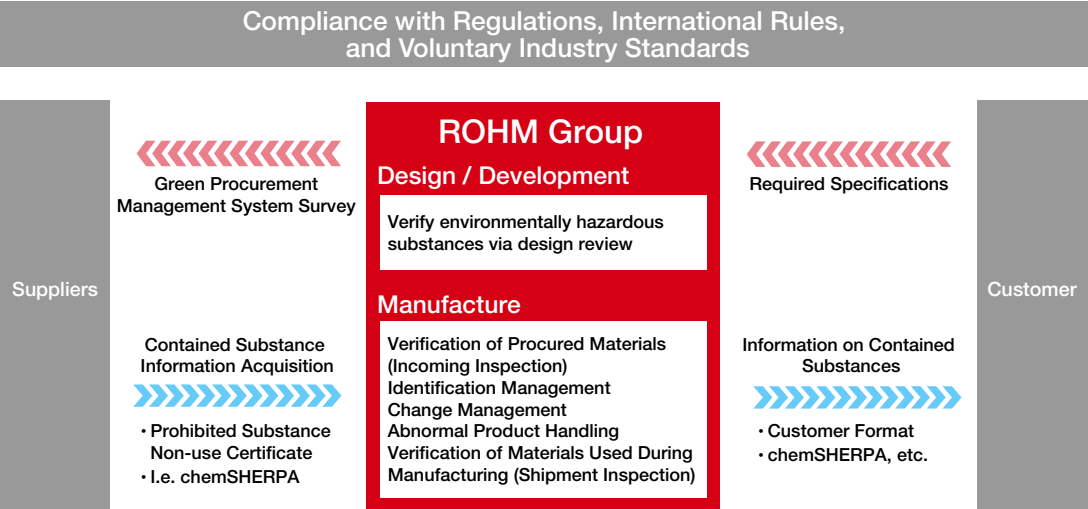 Compliance with Regulations, International Rules,
and Voluntary Industry Standards
Suppliers
Green Procurement
Management System Survey
Contained Substance
Information Acquisition
・Prohibited Substance
Non-use Certificate
・I.e. chemSHERPA
ROHM Group
Design / Development
Verify environmentally hazardous
substances via design review
Manufacture
Verification of Procured Materials
(Incoming Inspection)
Identification Management
Change Management
Abnormal Product Handling
Verification of Materials Used During
Manufacturing (Shipment Inspection)
Required Specifications
Information on Contained
Substances
・Customer Format
・chemSHERPA, etc.
Customer